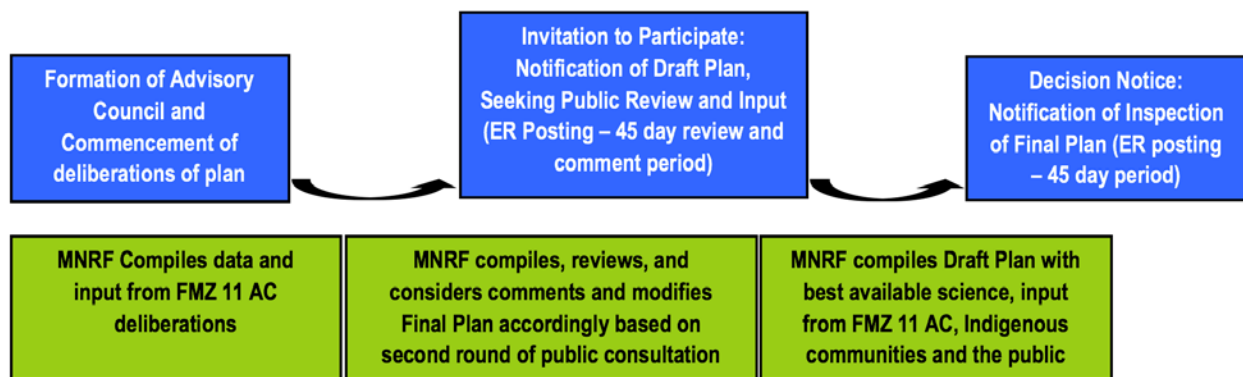 Formation of Advisory
Council and
Commencement of
deliberations of plan
Invitation to Participate:
Notification of Draft Plan,
Seeking Public Review and Input
(ER Posting – 45 day review and
comment period)
Decision Notice:
Notification of Inspection
of Final Plan (ER posting
– 45 day period)
MNRF Compiles data and
input from FMZ 11 AC
deliberations
MNRF compiles, reviews, and
considers comments and modifies
Final Plan accordingly based on
second round of public consultation
MNRF compiles Draft Plan with
best available science, input
from FMZ 11 AC, Indigenous
communities and the public